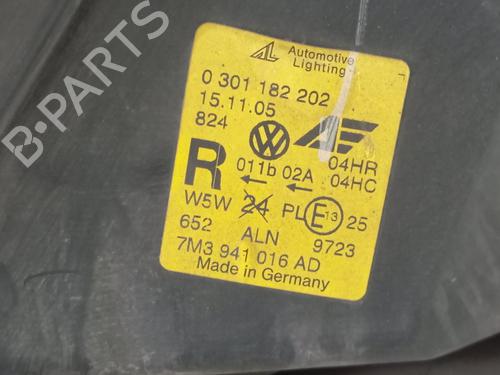 B-PARTS
Automotive
Lighting
0 301 182 202
15.11.05
824
04HR
R 011b 02A 04HC
W5W 24 PL E13 25
652 ALN 9723
7M3 941 016 AD
Made in Germany